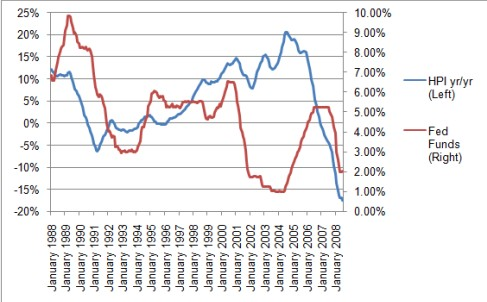 25%
20%
15%
10%
5%
0%
-5%
-10%
-15%
-20%
10.00%
9.00%
8.00%
7.00%
6.00%
5.00%
4.00%
3.00%
2.00%
1.00%
0.00%
January 1988
January 1989
January 1990
January 1991
January 1992
January 1993
January 1994
January 1995
January 1996
January 1997
January 1998
January 1999
January 2000
January 2001
January 2002
January 2003
January 2004
January 2005
January 2006
January 2007
January 2008
HPI yr/yr
(Left)
Fed
Funds
(Right)